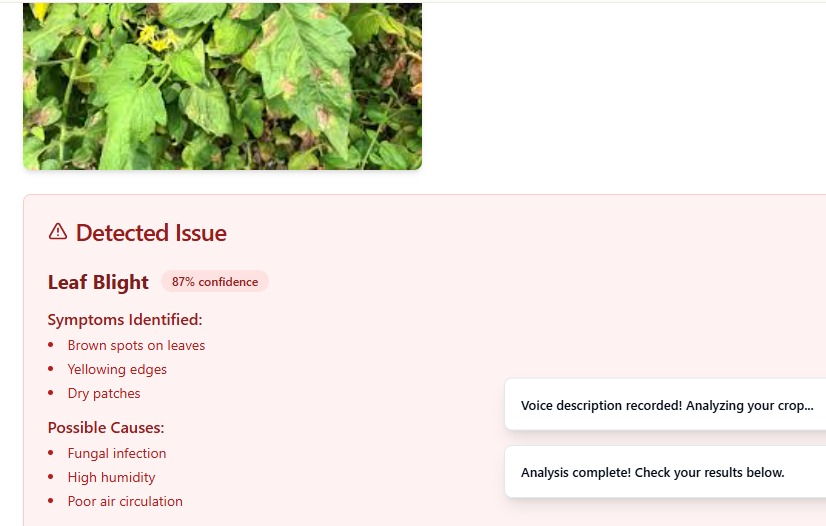 Detected Issue
Leaf Blight 87% confidence
Symptoms Identified:
Brown spots on leaves
Yellowing edges
Dry patches
Possible Causes:
Fungal infection
High humidity
Poor air circulation
Voice description recorded! Analyzing your crop...
Analysis complete! Check your results below.